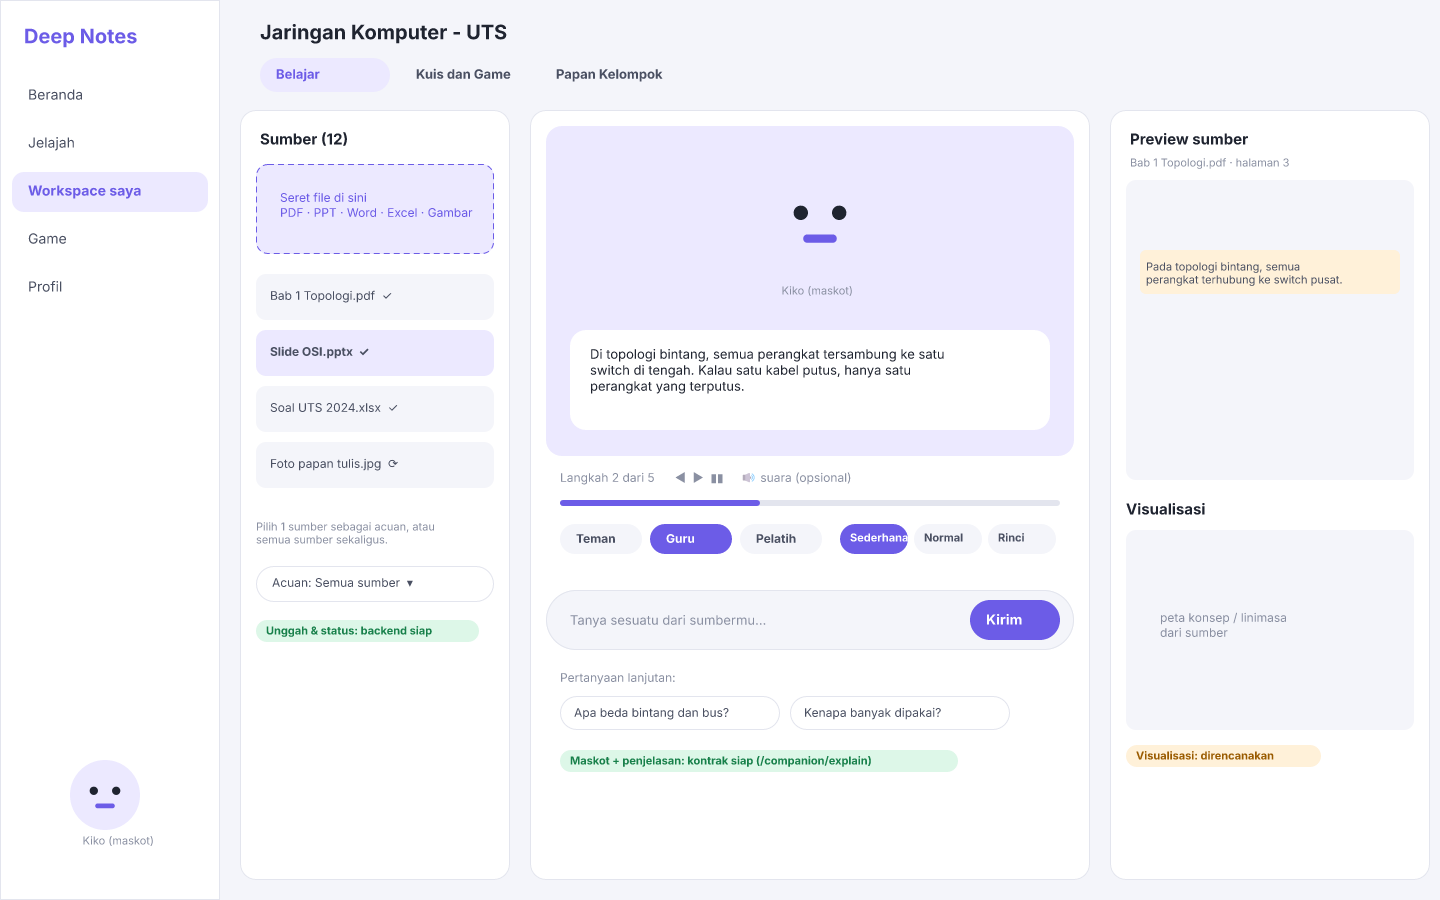 Deep Notes
Beranda
Jelajah
Workspace saya
Game
Profil
Kiko (maskot)
Jaringan Komputer - UTS
Belajar
Kuis dan Game
Papan Kelompok
Sumber (12)
Seret file di sini
PDF · PPT · Word · Excel · Gambar
Bab 1 Topologi.pdf ✓
Slide OSI.pptx ✓
Soal UTS 2024.xlsx ✓
Foto papan tulis.jpg ⟳
Pilih 1 sumber sebagai acuan, atau
semua sumber sekaligus.
Acuan: Semua sumber ▾
Unggah & status: backend siap
Kiko (maskot)
Di topologi bintang, semua perangkat tersambung ke satu
switch di tengah. Kalau satu kabel putus, hanya satu
perangkat yang terputus.
Langkah 2 dari 5 ◀ ▶ ▮▮ 🔊 suara (opsional)
Teman
Guru
Pelatih
Sederhana
Normal
Rinci
Tanya sesuatu dari sumbermu...
Kirim
Pertanyaan lanjutan:
Apa beda bintang dan bus?
Kenapa banyak dipakai?
Maskot + penjelasan: kontrak siap (/companion/explain)
Preview sumber
Bab 1 Topologi.pdf · halaman 3
Pada topologi bintang, semua
perangkat terhubung ke switch pusat.
Visualisasi
peta konsep / linimasa
dari sumber
Visualisasi: direncanakan